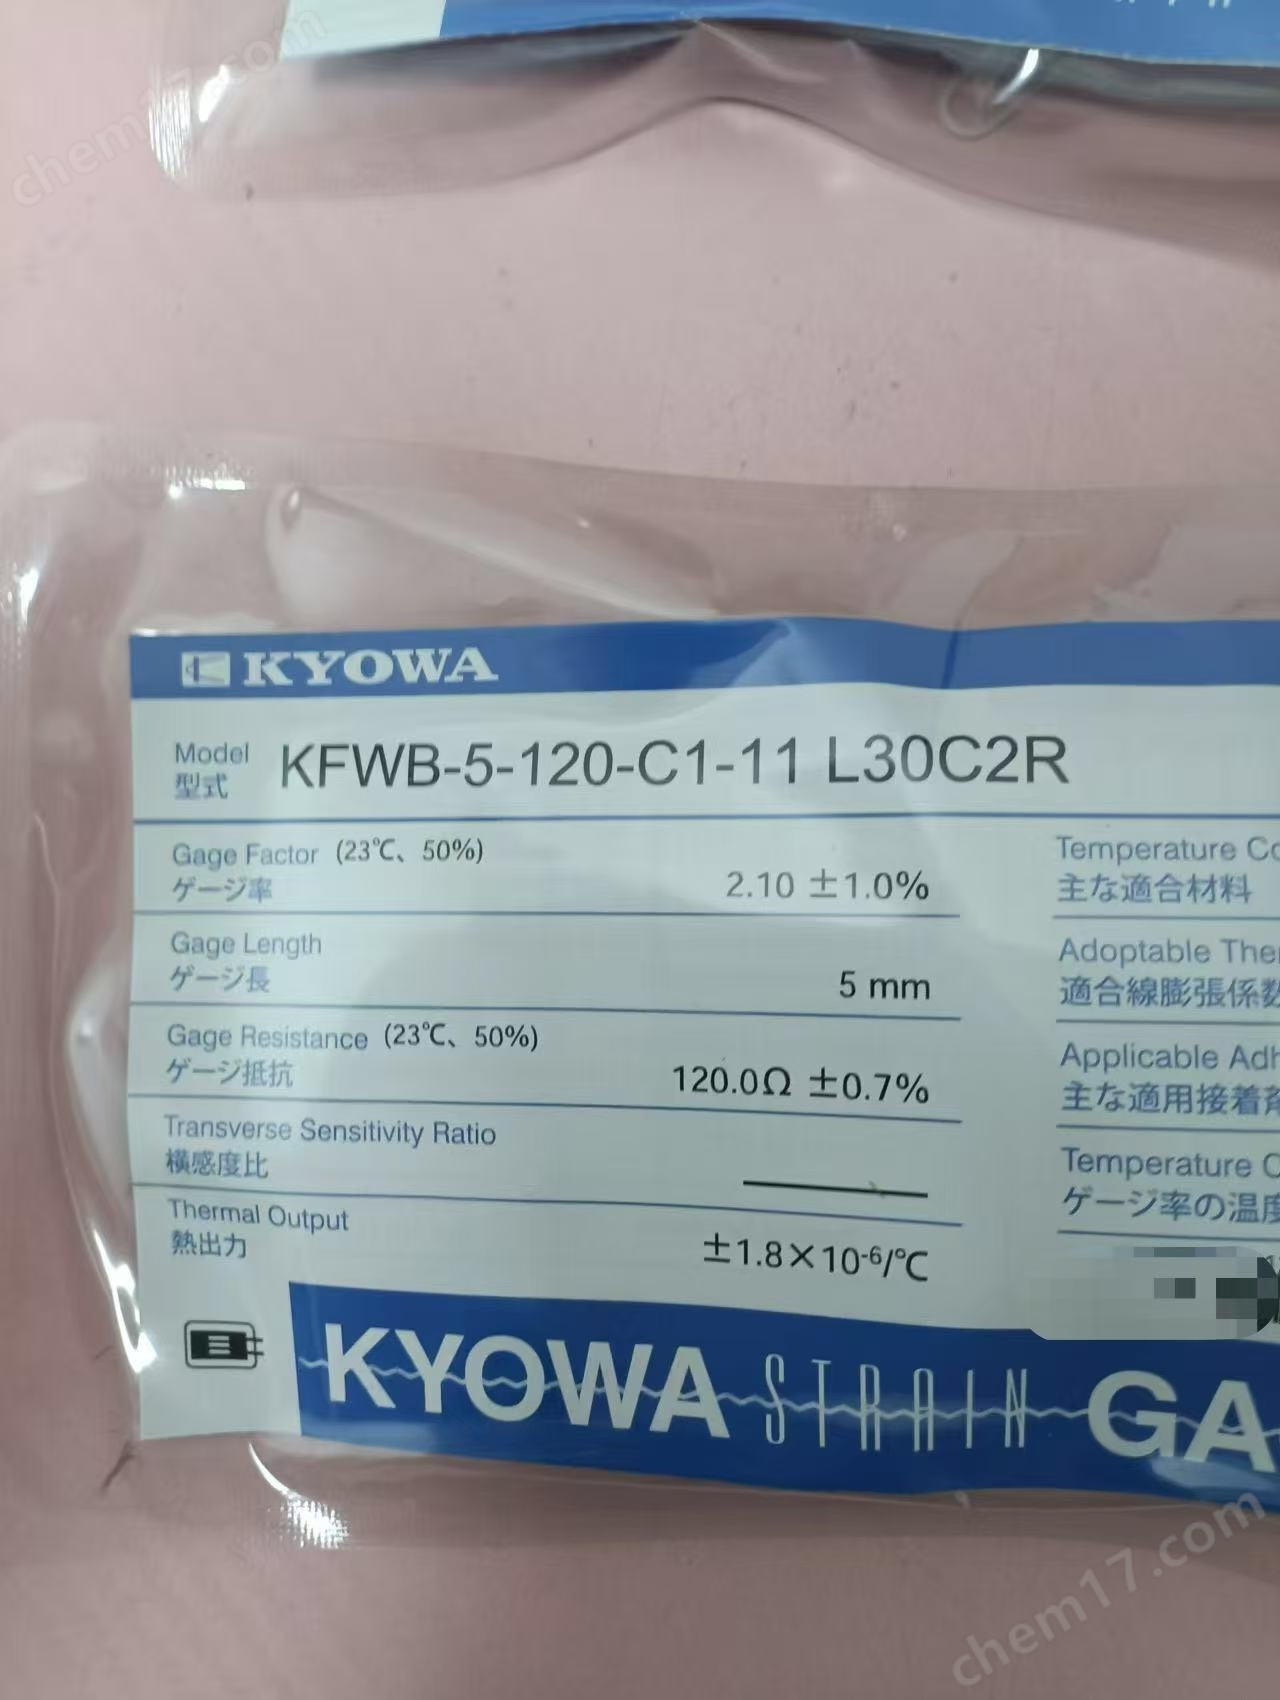 chem17.com
KYOWA
Model
型式
KFWB-5-120-C1-11 L30C2R
Gage Factor (23℃、50%)
ゲージ率
2.10 ±1.0%
Gage Length
ゲージ長
5 mm
Gage Resistance (23℃、50%)
ゲージ抵抗
120.0Ω ±0.7%
Transverse Sensitivity Ratio
横感度比
Thermal Output
熱出力
±1.8×10-6/℃
Temperature
主な適合材料
Adoptable
適合線膨張係数
Applicable
主な適用接着剤
Temperature
ゲージ率の温度
KYOWA STRAIN GA
chem17.com